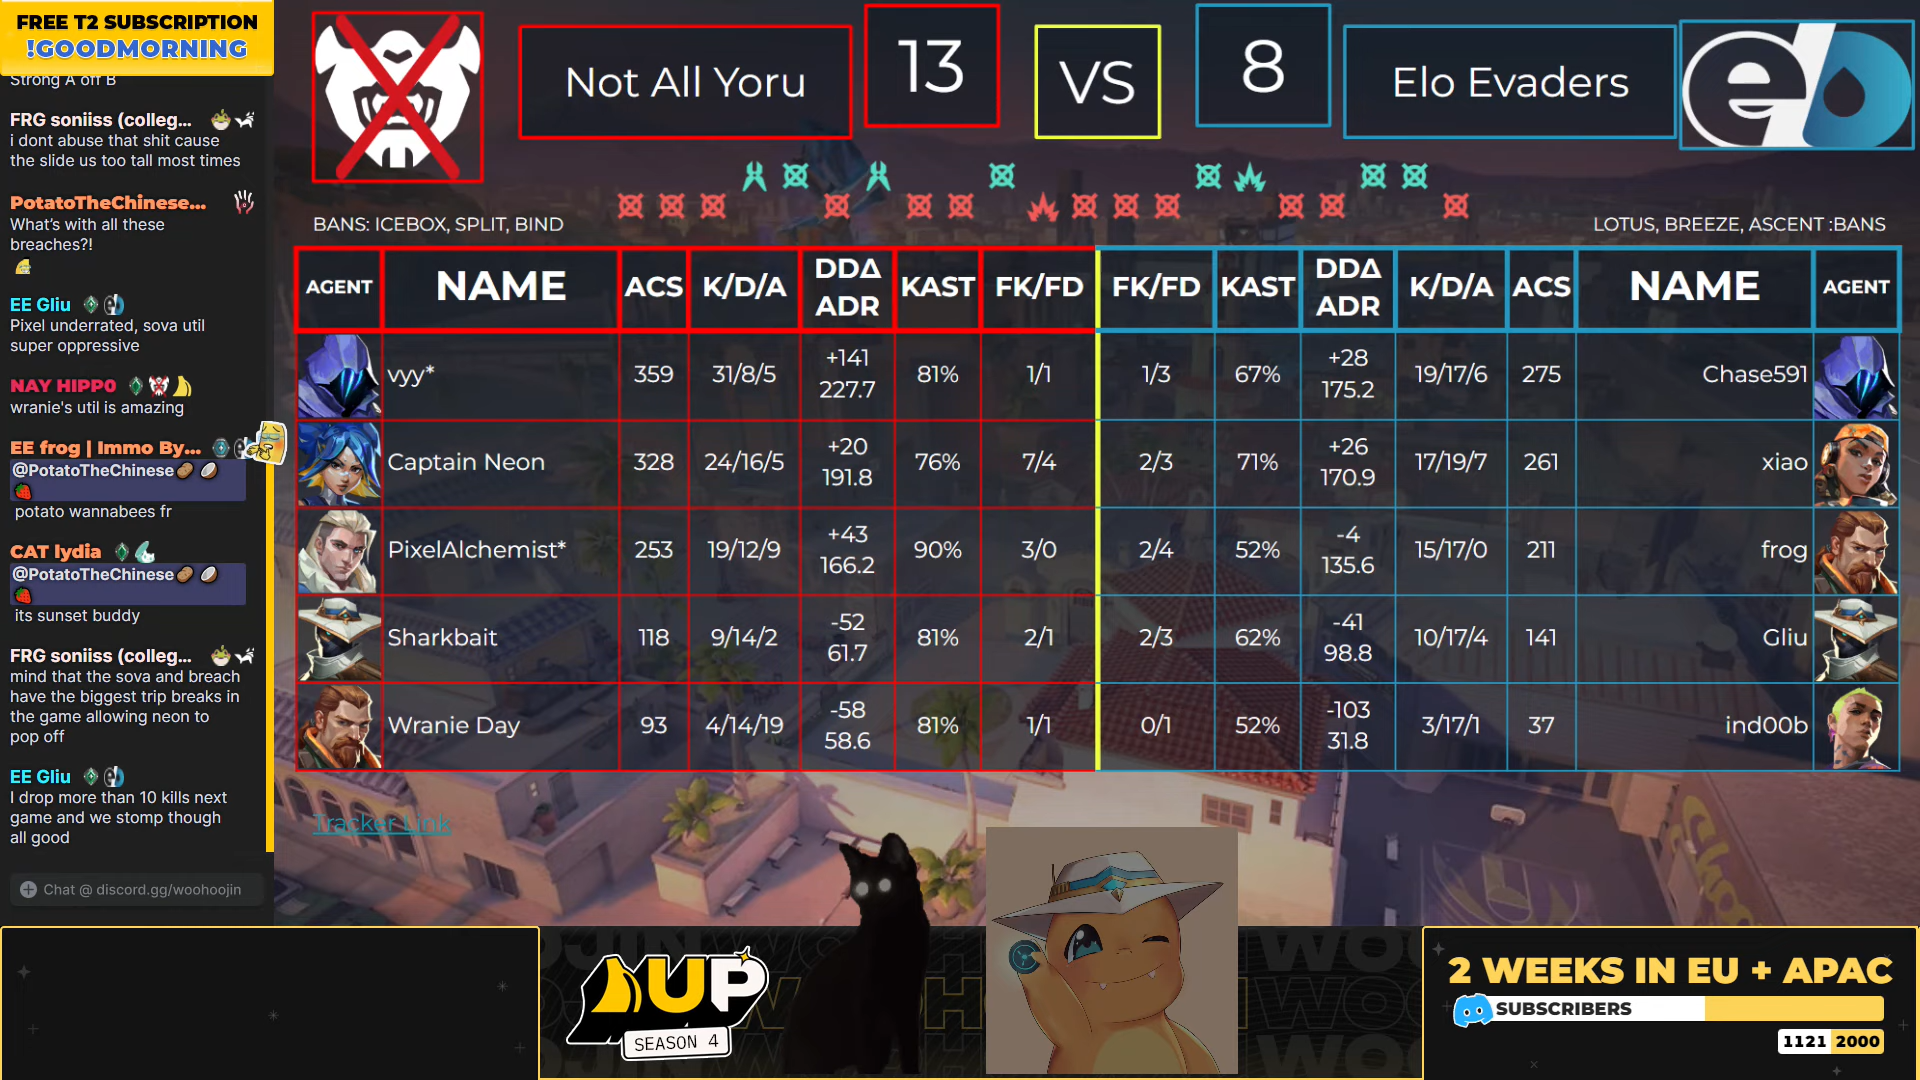 FREE T2 SUBSCRIPTION
!GOODMORNING
Strong A off B
FRG soniiss (colleg...
i dont abuse that shit cause
the slide us too tall most times
PotatoTheChinese...
What's with all these
breaches?!
EE Gliu
Pixel underrated, sova util
super oppressive
NAY HIPP0
wranie's util is amazing
EE frog | Immo By...
@PotatoTheChinese
potato wannabees fr
CAT lydia
@PotatoTheChinese
its sunset buddy
FRG soniiss (colleg...
mind that the sova and breach
have the biggest trip breaks in
the game allowing neon to
pop off
EE Gliu
I drop more than 10 kills next
game and we stomp though
all good
Chat @ discord.gg/woohoojin
Not All Yoru 13 VS 8 Elo Evaders
BANS: ICEBOX, SPLIT, BIND
LOTUS, BREEZE, ASCENT :BANS
AGENT NAME ACS K/D/A DDΔ ADR KAST FK/FD FK/FD KAST DDΔ ADR K/D/A ACS NAME AGENT
vyy* 359 31/8/5 +141 227.7 81% 1/1 1/3 67% +28 175.2 19/17/6 275 Chase591
Captain Neon 328 24/16/5 +20 191.8 76% 7/4 2/3 71% +26 170.9 17/19/7 261 xiao
PixelAlchemist* 253 19/12/9 +43 166.2 90% 3/0 2/4 52% -4 135.6 15/17/0 211 frog
Sharkbait 118 9/14/2 -52 61.7 81% 2/1 2/3 62% -41 98.8 10/17/4 141 Gliu
Wranie Day 93 4/14/19 -58 58.6 81% 1/1 0/1 52% -103 31.8 3/17/1 37 ind00b
Tracker Link
UP
SEASON 4
2 WEEKS IN EU + APAC
SUBSCRIBERS
1121 2000